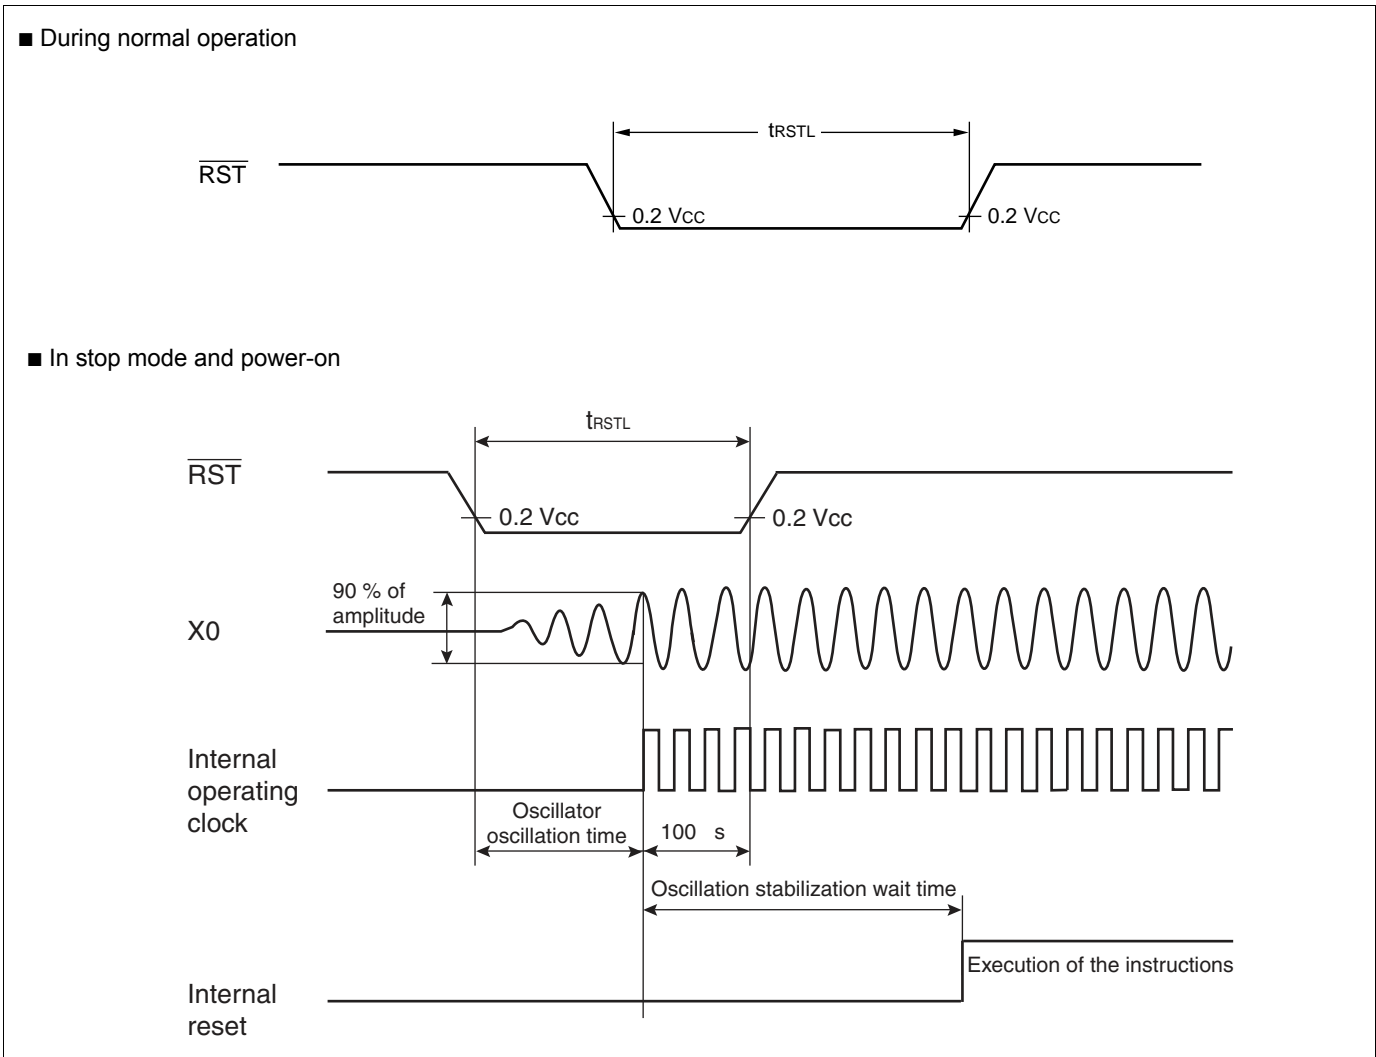 ■ During normal operation
tRSTL
RST
0.2 VCC
0.2 VCC
■ In stop mode and power-on
tRSTL
RST
0.2 Vcc
0.2 Vcc
90 % of
amplitude
X0
Internal
operating
clock
Oscillator
oscillation time
100 s
Oscillation stabilization wait time
Execution of the instructions
Internal
reset